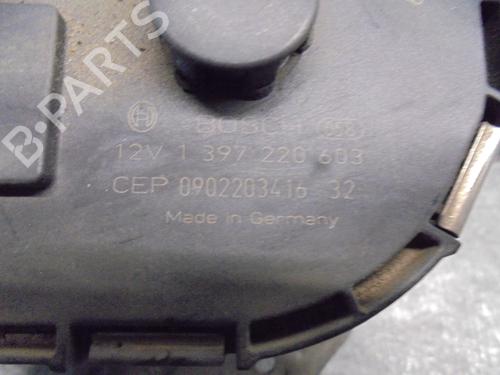 B-PARTS
BOSCH
12V 1 397 220 603
CEP 0902203416 32
Made in Germany